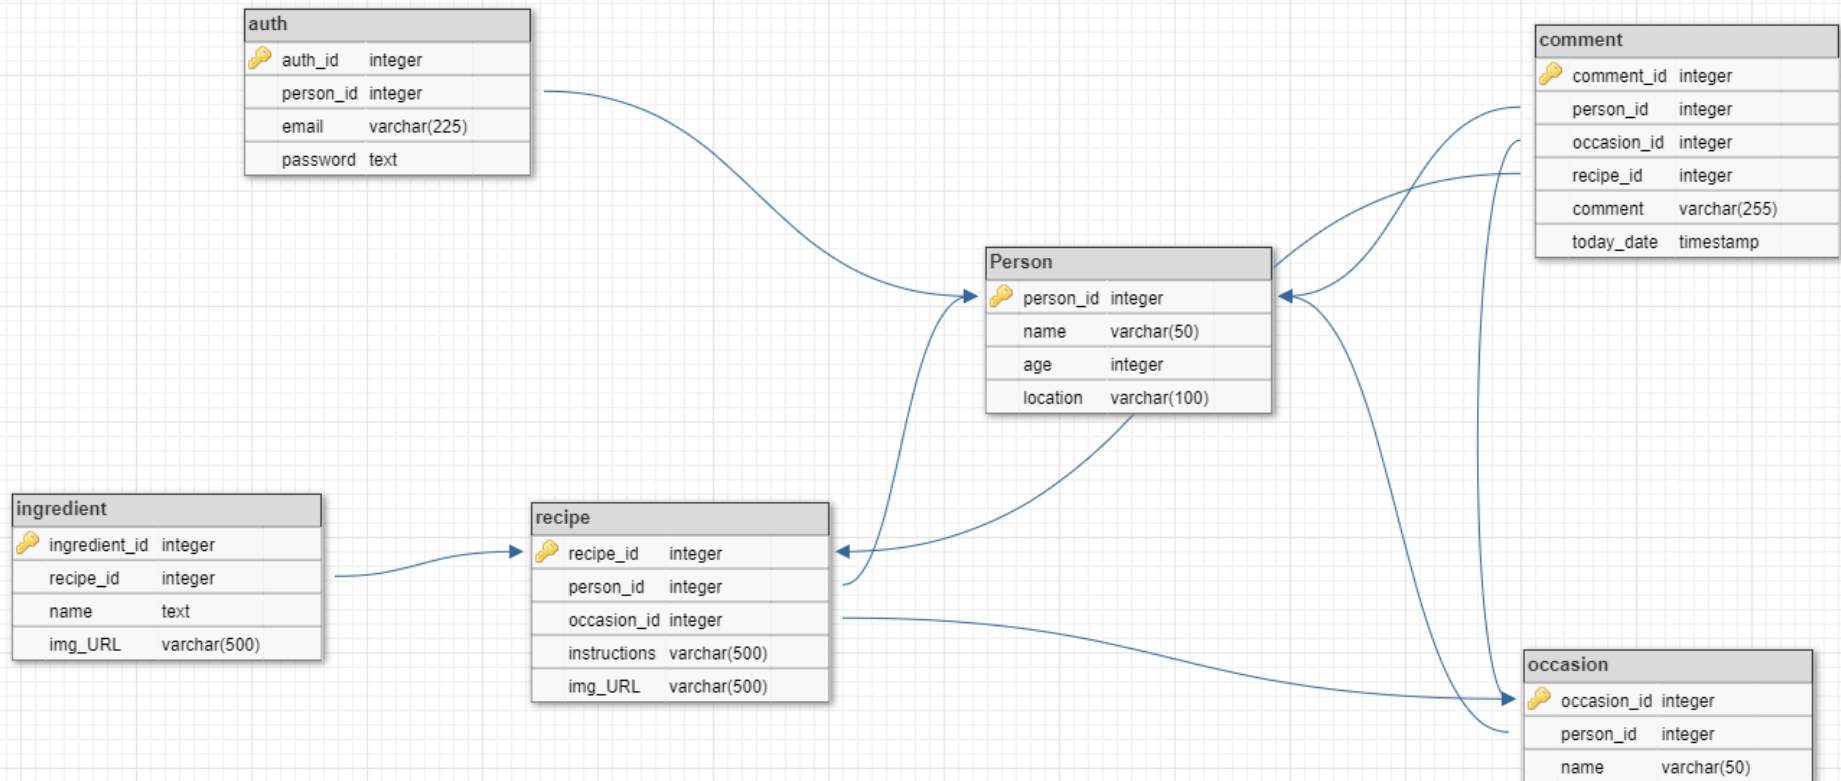 auth
auth_id integer
person_id integer
email varchar(225)
password text
comment
comment_id integer
person_id integer
occasion_id integer
recipe_id integer
comment varchar(255)
today_date timestamp
Person
person_id integer
name varchar(50)
age integer
location varchar(100)
ingredient
ingredient_id integer
recipe_id integer
name text
img_URL varchar(500)
recipe
recipe_id integer
person_id integer
occasion_id integer
instructions varchar(500)
img_URL varchar(500)
occasion
occasion_id integer
person_id integer
name varchar(50)